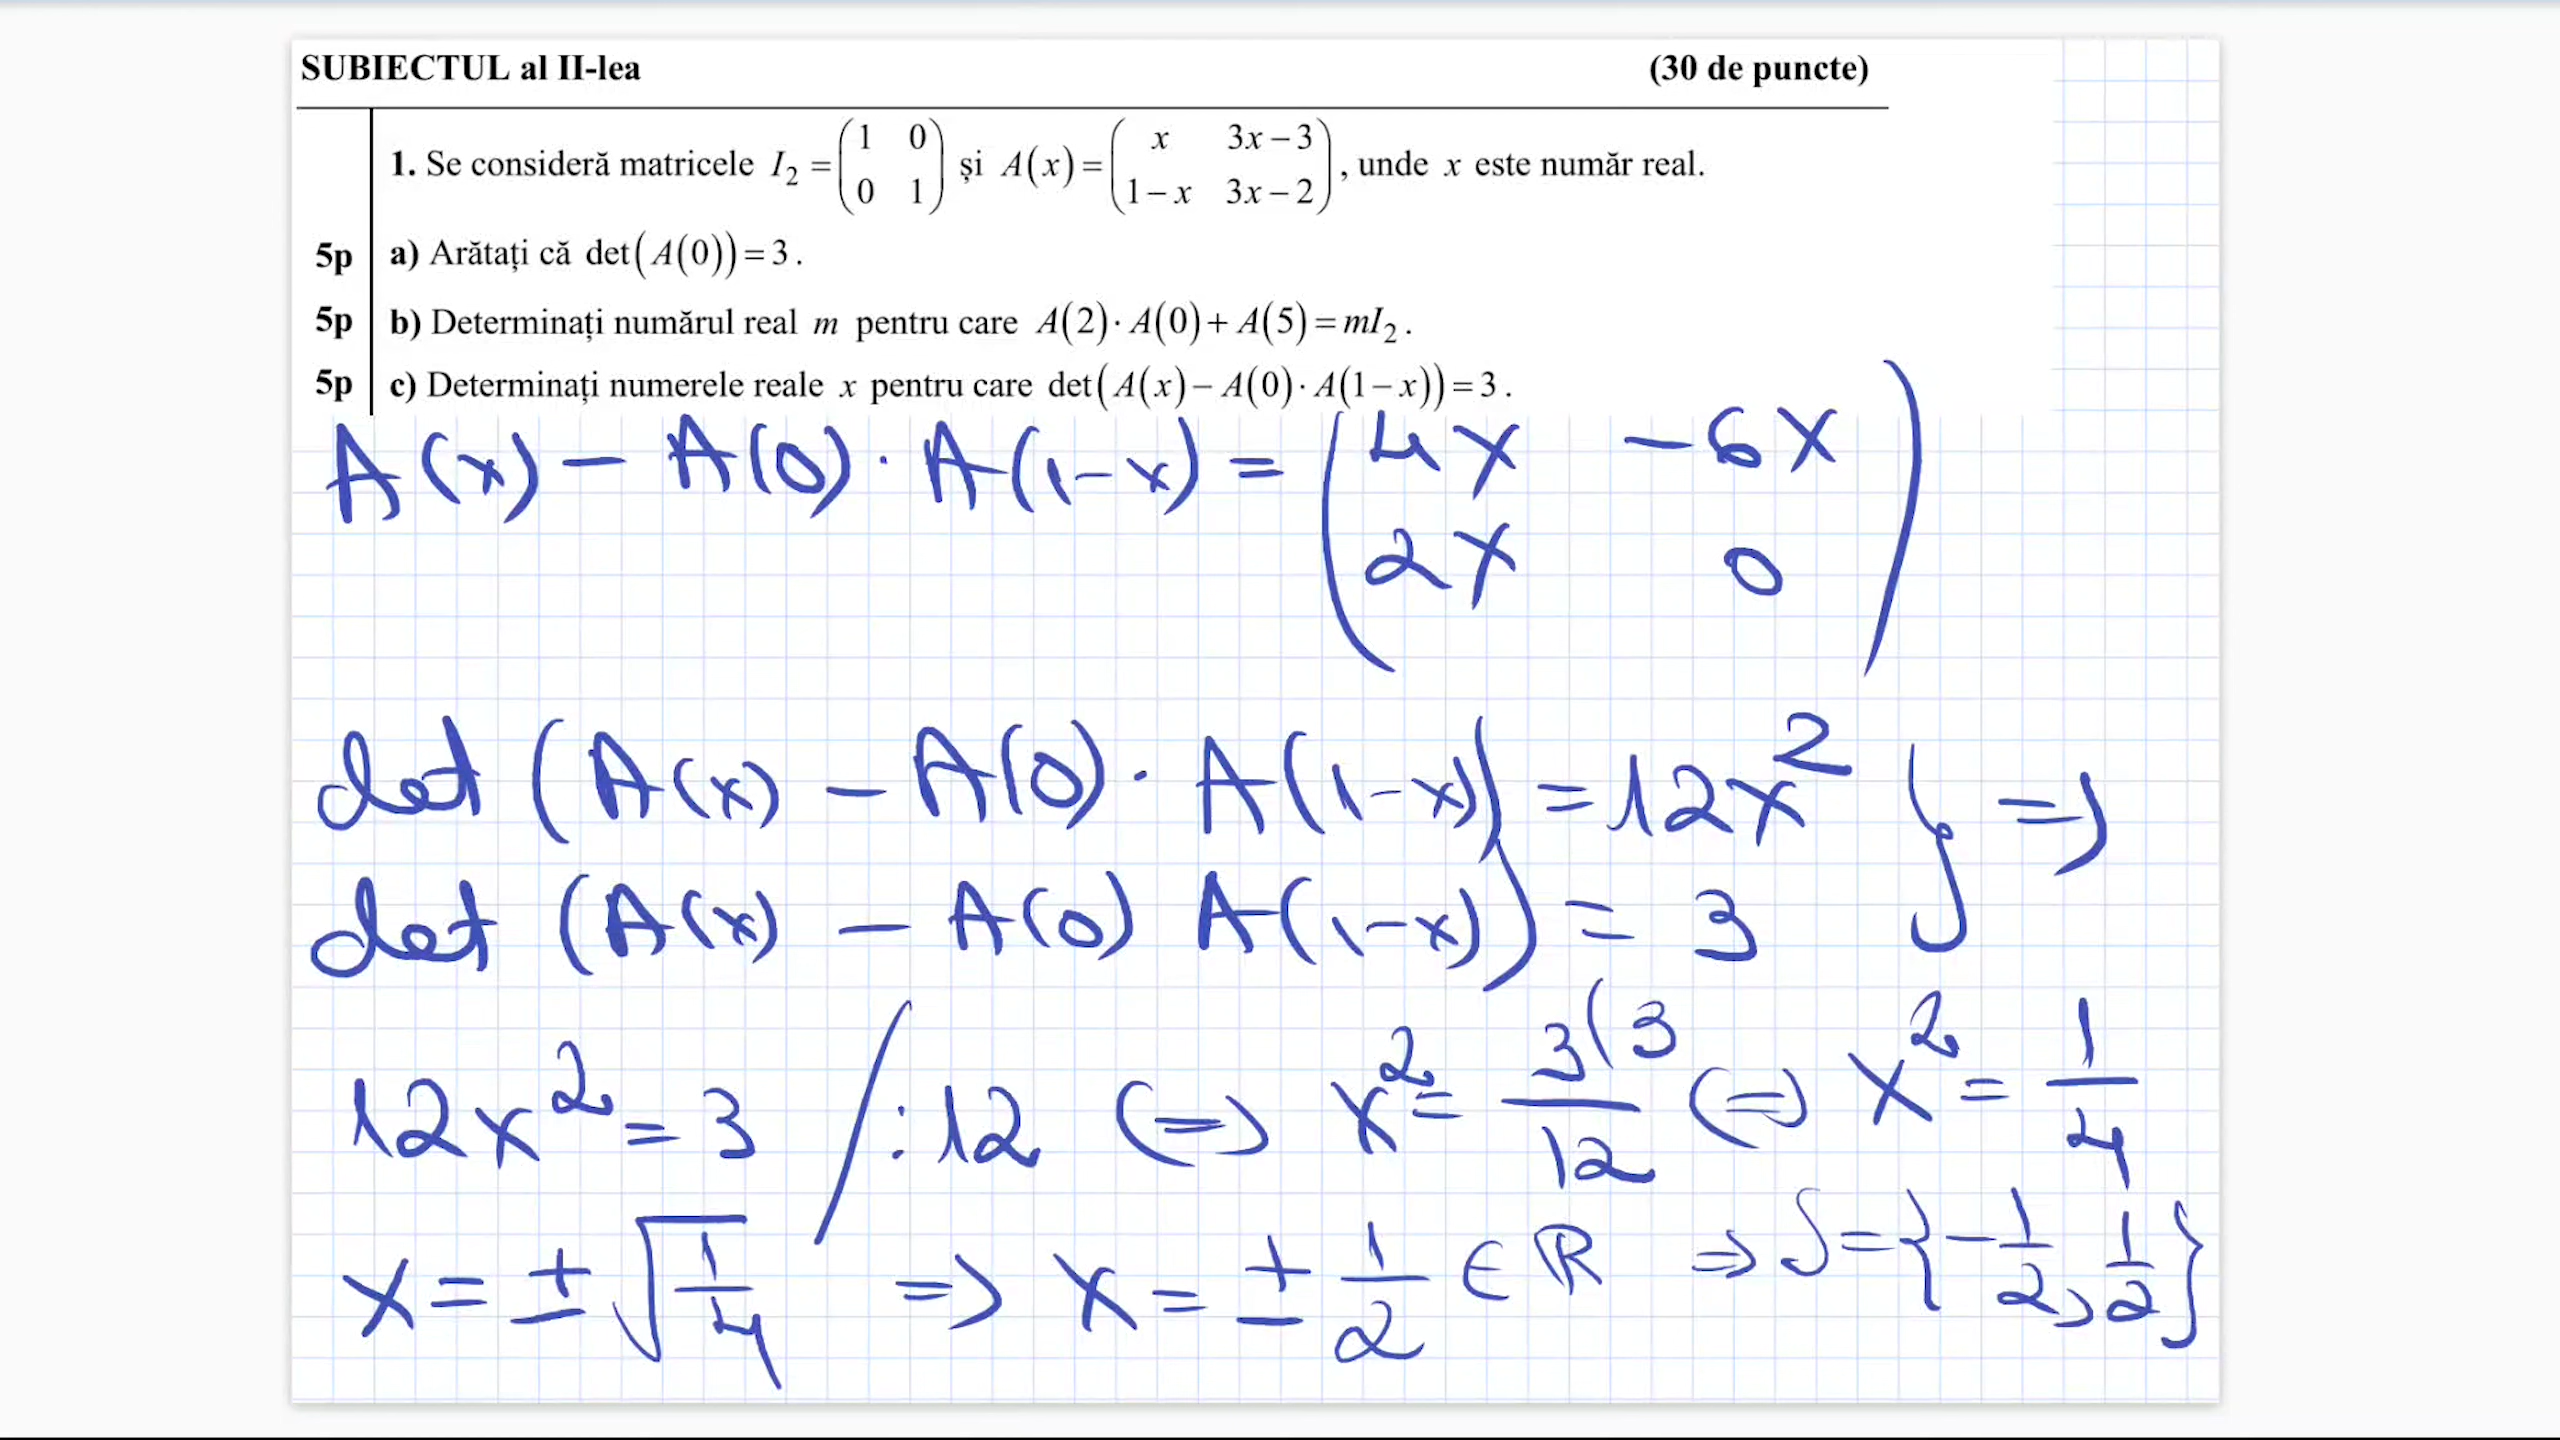 SUBIECTUL al II-lea (30 de puncte)
1. Se consideră matricele I₂ = (1 0; 0 1) și A(x) = (x 3x−3; 1−x 3x−2), unde x este număr real.
5p a) Arătați că det(A(0)) = 3.
5p b) Determinați numărul real m pentru care A(2)·A(0)+A(5) = mI₂.
5p c) Determinați numerele reale x pentru care det(A(x)−A(0)·A(1−x)) = 3.
A(x) − A(0) · A(1−x) = (4x −6x; 2x 0)
det (A(x) − A(0) · A(1−x)) = 12x² } ⇒
det (A(x) − A(0) A(1−x)) = 3
12x² = 3 / :12 (=) x² = 3/12 (3 (=) x² = 1/4
x = ± √(1/4) ⇒ x = ± 1/2 ∈ ℝ ⇒ S = {−1/2, 1/2}